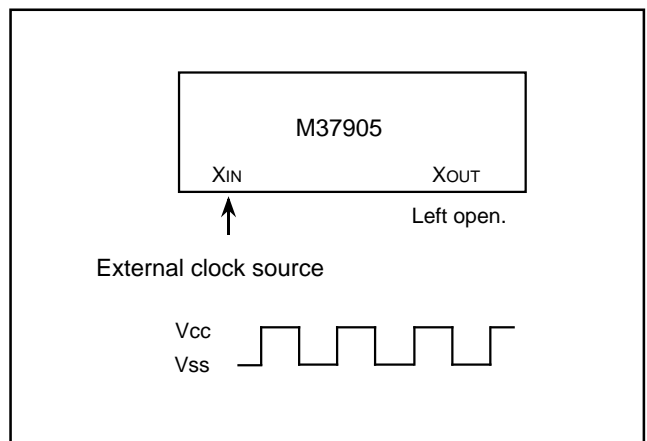 M37905
XIN XOUT
Left open.
External clock source
Vcc
Vss